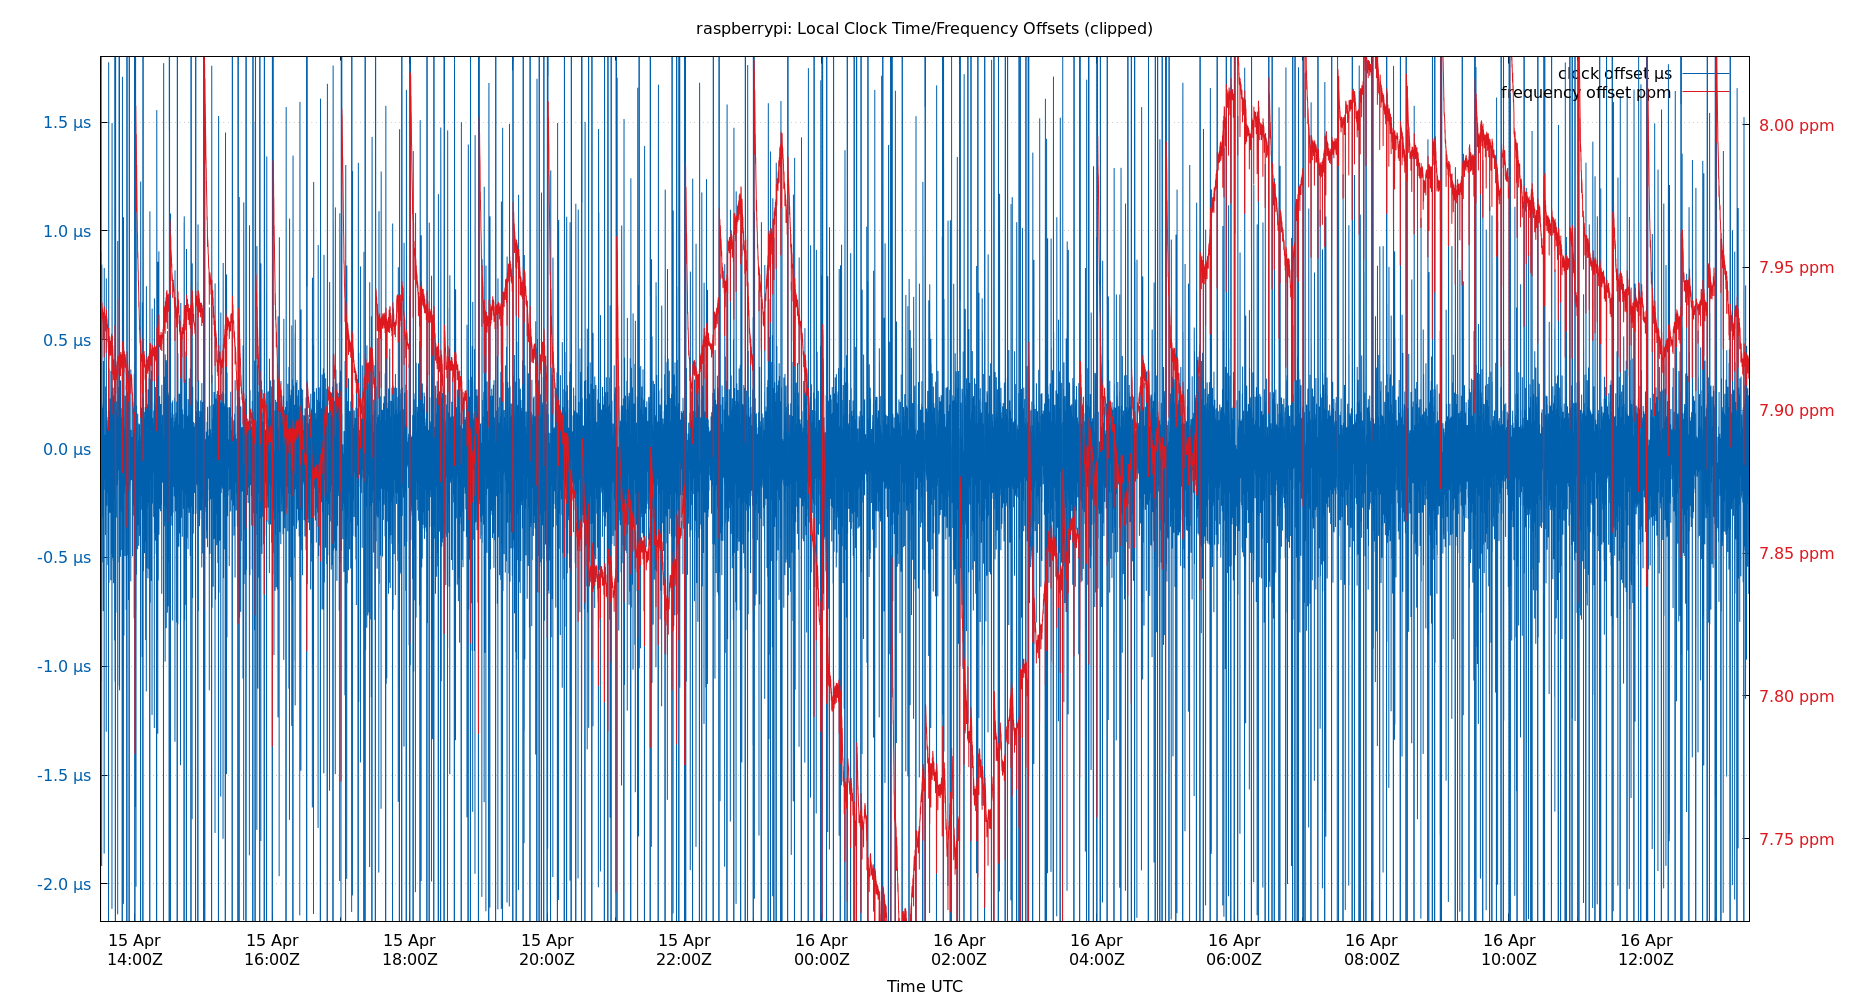 raspberrypi: Local Clock Time/Frequency Offsets (clipped)
clock offset µs
frequency offset ppm
1.5 µs
1.0 µs
0.5 µs
0.0 µs
-0.5 µs
-1.0 µs
-1.5 µs
-2.0 µs
8.00 ppm
7.95 ppm
7.90 ppm
7.85 ppm
7.80 ppm
7.75 ppm
15 Apr
14:00Z
15 Apr
16:00Z
15 Apr
18:00Z
15 Apr
20:00Z
15 Apr
22:00Z
16 Apr
00:00Z
16 Apr
02:00Z
16 Apr
04:00Z
16 Apr
06:00Z
16 Apr
08:00Z
16 Apr
10:00Z
16 Apr
12:00Z
Time UTC